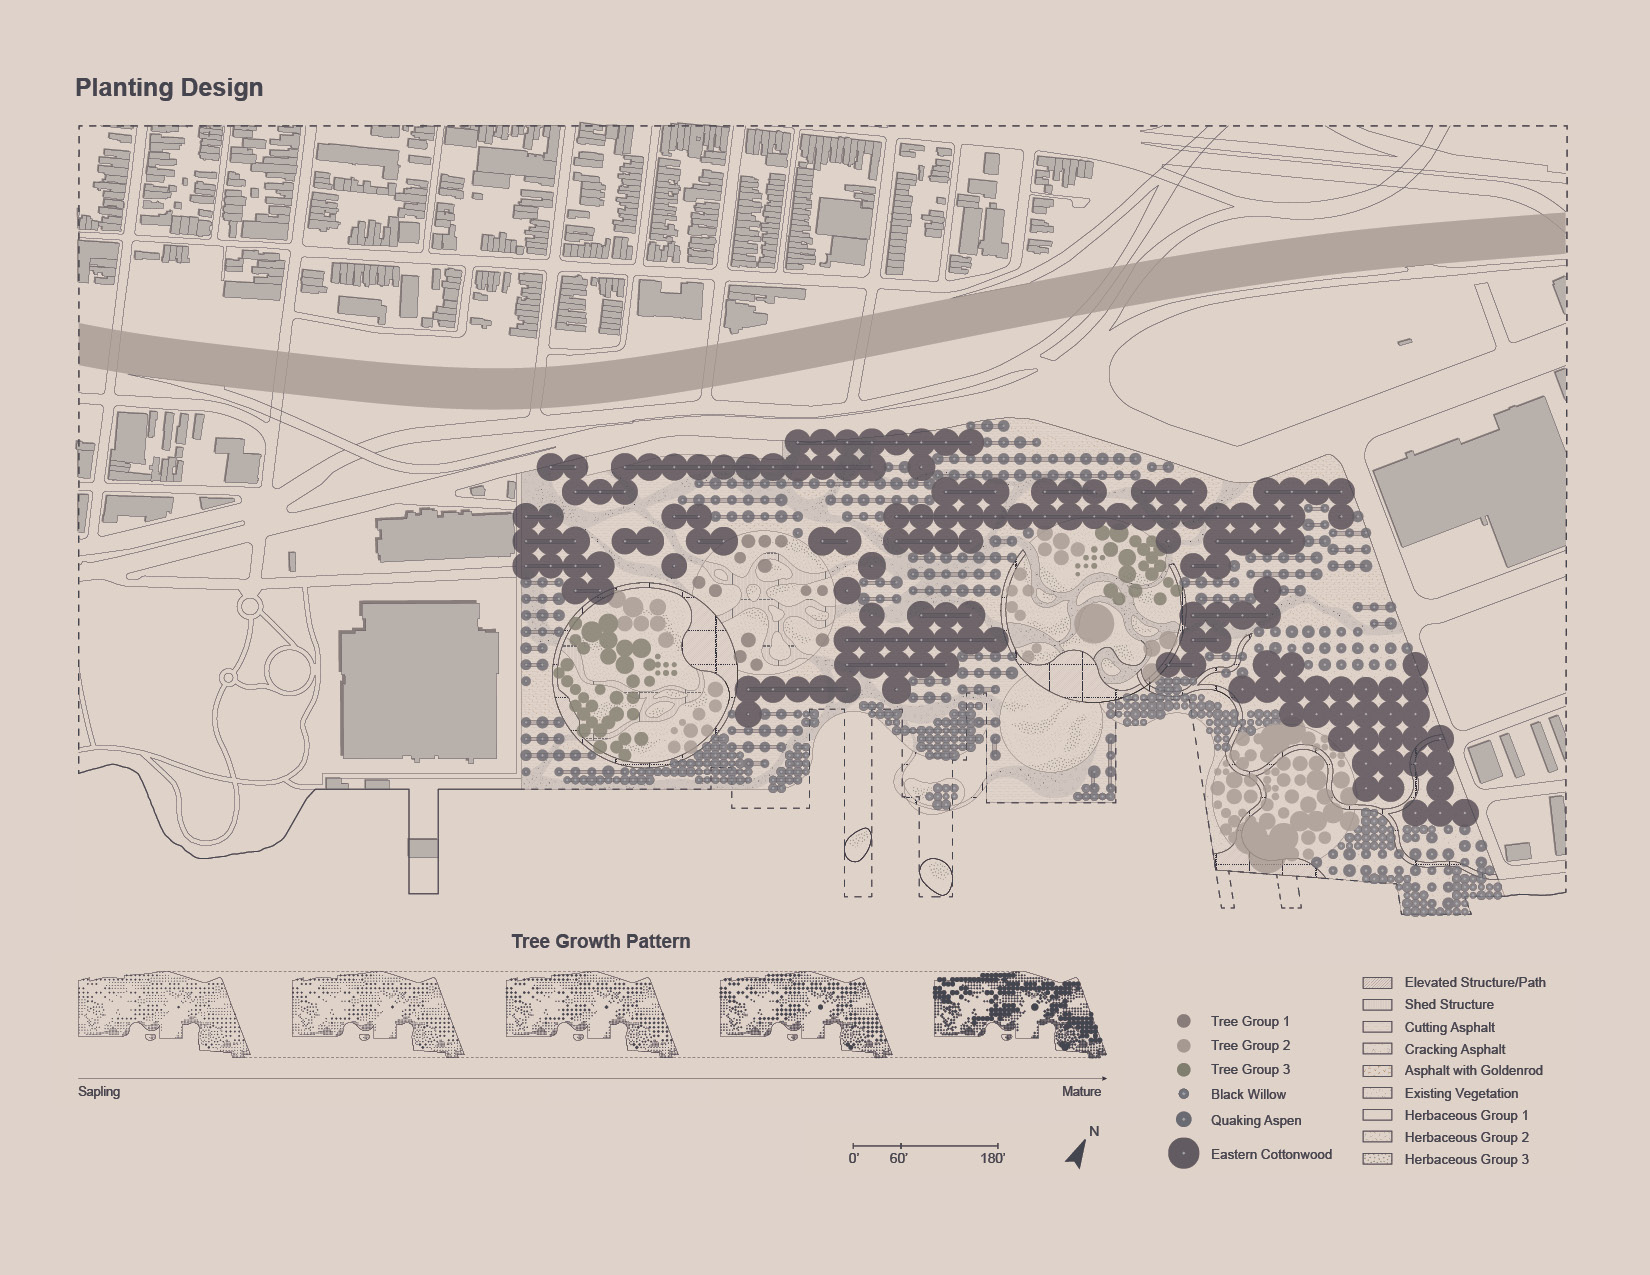 Planting Design
Tree Growth Pattern
Sapling
Mature
0'
60'
180'
N
Tree Group 1
Tree Group 2
Tree Group 3
Black Willow
Quaking Aspen
Eastern Cottonwood
Elevated Structure/Path
Shed Structure
Cutting Asphalt
Cracking Asphalt
Asphalt with Goldenrod
Existing Vegetation
Herbaceous Group 1
Herbaceous Group 2
Herbaceous Group 3